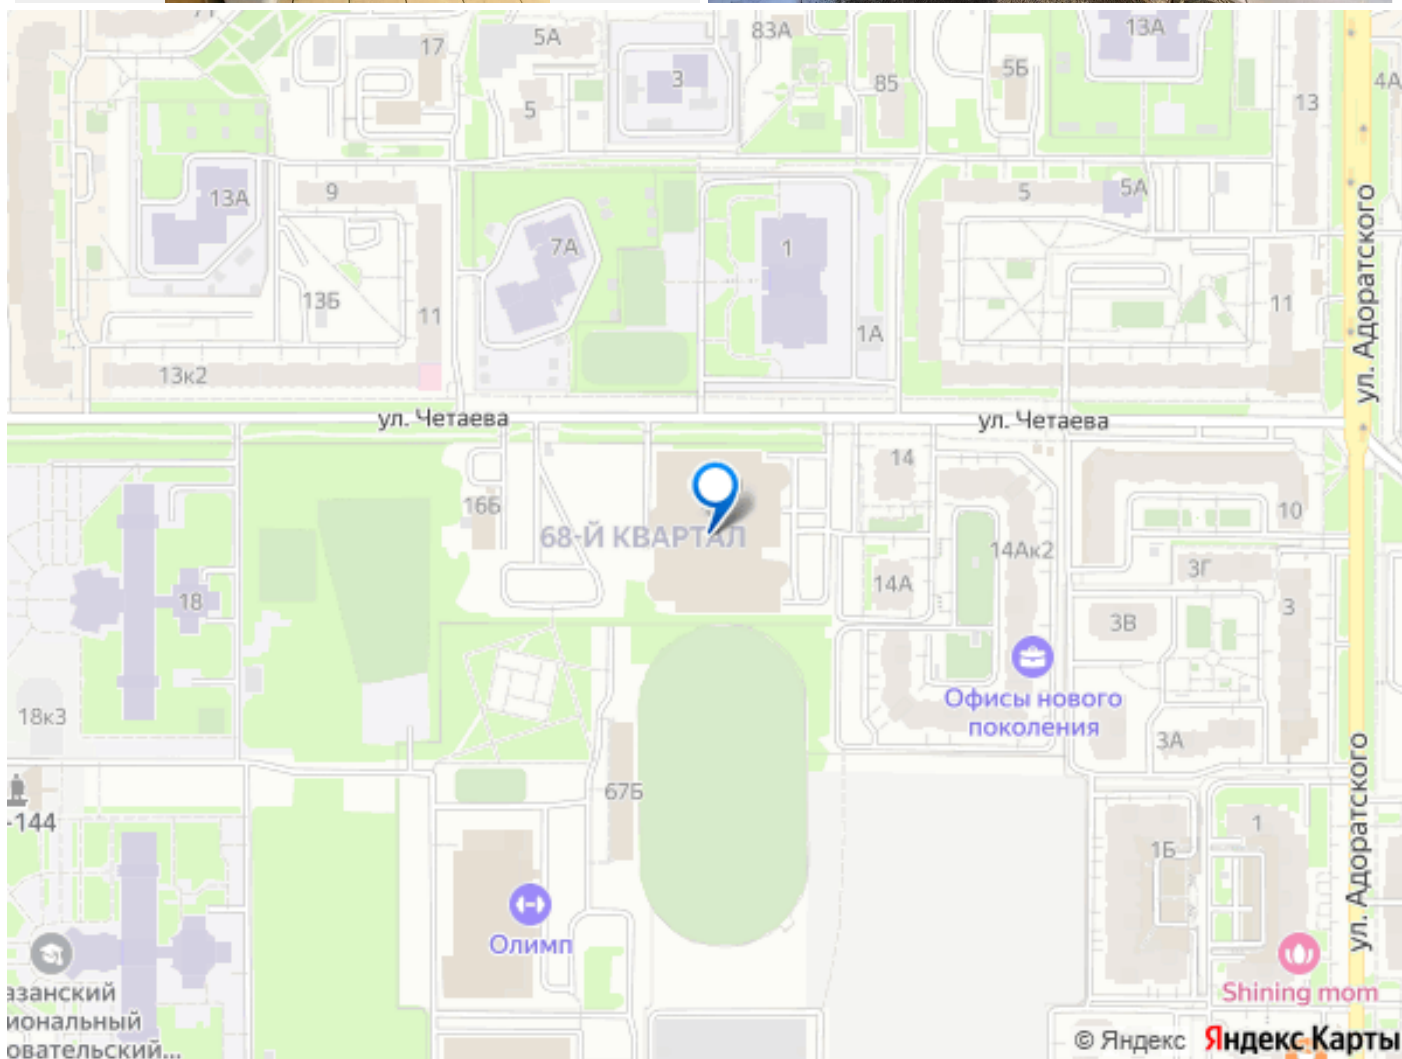 17
5А
83А
13А
3
85
5Б
4А
5
13
13А
9
5
5А
7А
1
13Б
11
1А
11
ул. Адоратского
13к2
ул. Четаева
ул. Четаева
14
16Б
68-Й КВАРТАЛ
10
14Ак2
3Г
18
14А
3
3В
Офисы нового
поколения
18к3
3А
67Б
-144
1
1Б
ул. Адоратского
Олимп
азанский
иональный
овательский...
Shining mom
© Яндекс Яндекс Карты